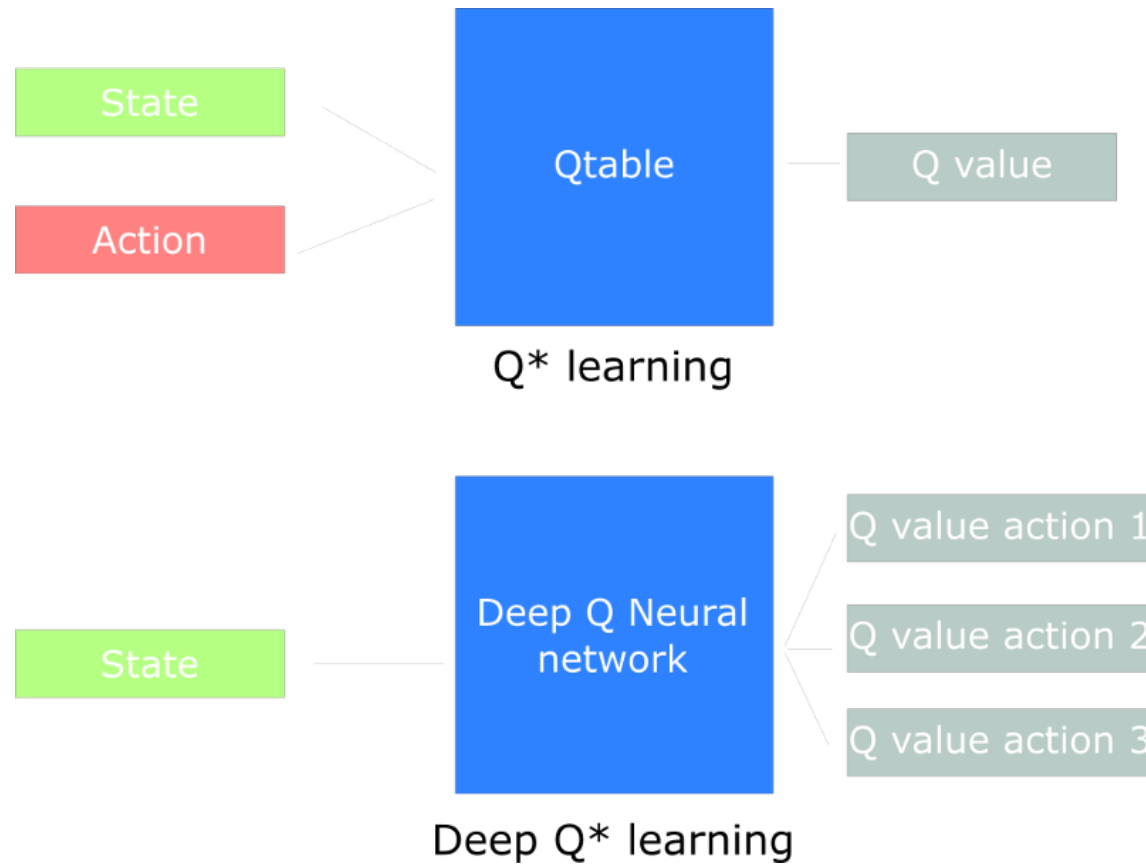 State
Action
Qtable
Q value
Q* learning
State
Deep Q Neural
network
Q value action 1
Q value action 2
Q value action 3
Deep Q* learning